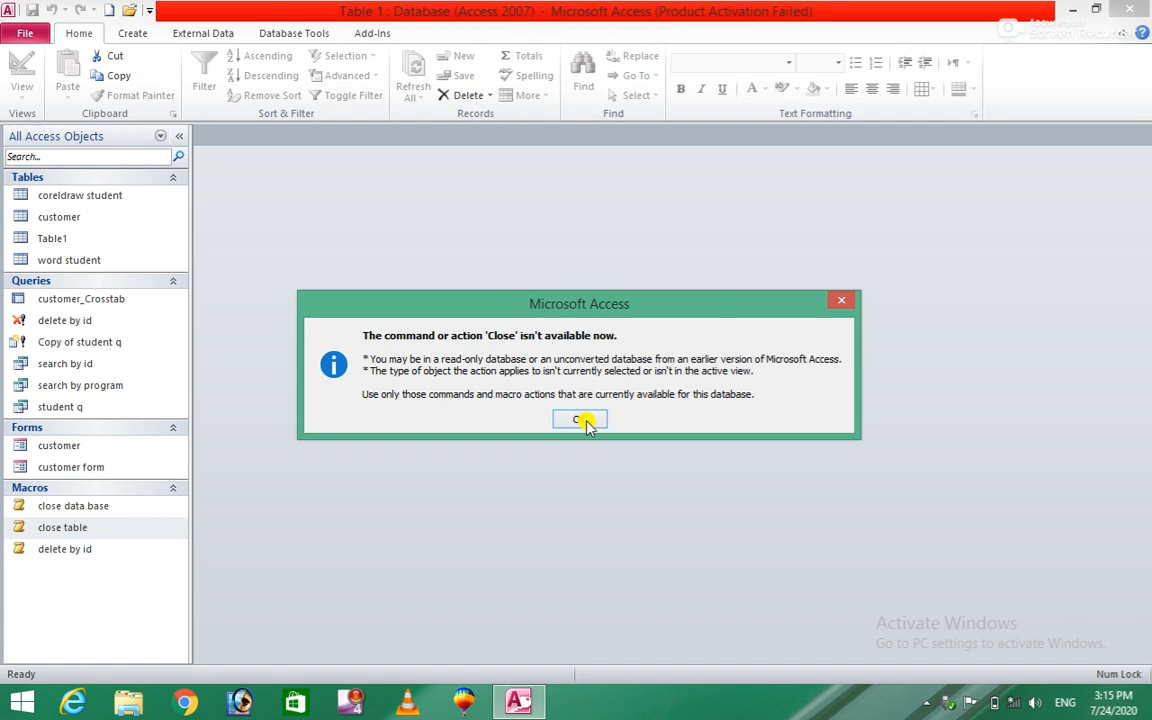 Table 1 : Database (Access 2007) - Microsoft Access (Product Activation Failed)
File Home Create External Data Database Tools Add-Ins
View
Views
Paste
Cut
Copy
Format Painter
Clipboard
Filter
Ascending
Descending
Remove Sort
Selection
Advanced
Toggle Filter
Sort & Filter
Refresh
All
New
Save
Delete
Totals
Spelling
More
Records
Find
Replace
Go To
Select
Find
B I U A
Text Formatting
All Access Objects
Search...
Tables
coreldraw student
customer
Table1
word student
Queries
customer_Crosstab
delete by id
Copy of student q
search by id
search by program
student q
Forms
customer
customer form
Macros
close data base
close table
delete by id
Microsoft Access
The command or action 'Close' isn't available now.
* You may be in a read-only database or an unconverted database from an earlier version of Microsoft Access.
* The type of object the action applies to isn't currently selected or isn't in the active view.
Use only those commands and macro actions that are currently available for this database.
Activate Windows
Go to PC settings to activate Windows.
Ready
Num Lock
ENG
3:15 PM
7/24/2020